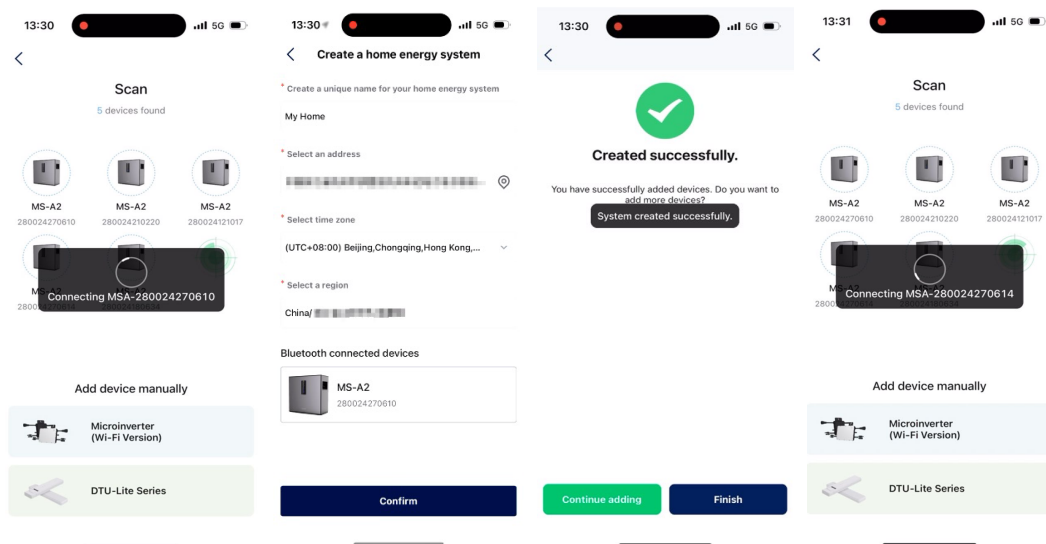 13:30
5G
Scan
5 devices found
MS-A2
MS-A2
MS-A2
280024270610
280024210220
280024121017
Connecting MSA-280024270610
Add device manually
Microinverter
(Wi-Fi Version)
DTU-Lite Series
13:30
5G
Create a home energy system
* Create a unique name for your home energy system
My Home
* Select an address
* Select time zone
(UTC+08:00) Beijing,Chongqing,Hong Kong,...
* Select a region
China/
Bluetooth connected devices
MS-A2
280024270610
Confirm
13:30
5G
Created successfully.
You have successfully added devices. Do you want to
add more devices?
System created successfully.
Continue adding
Finish
13:31
5G
Scan
5 devices found
MS-A2
MS-A2
MS-A2
280024270610
280024210220
280024121017
Connecting MSA-280024270614
Add device manually
Microinverter
(Wi-Fi Version)
DTU-Lite Series